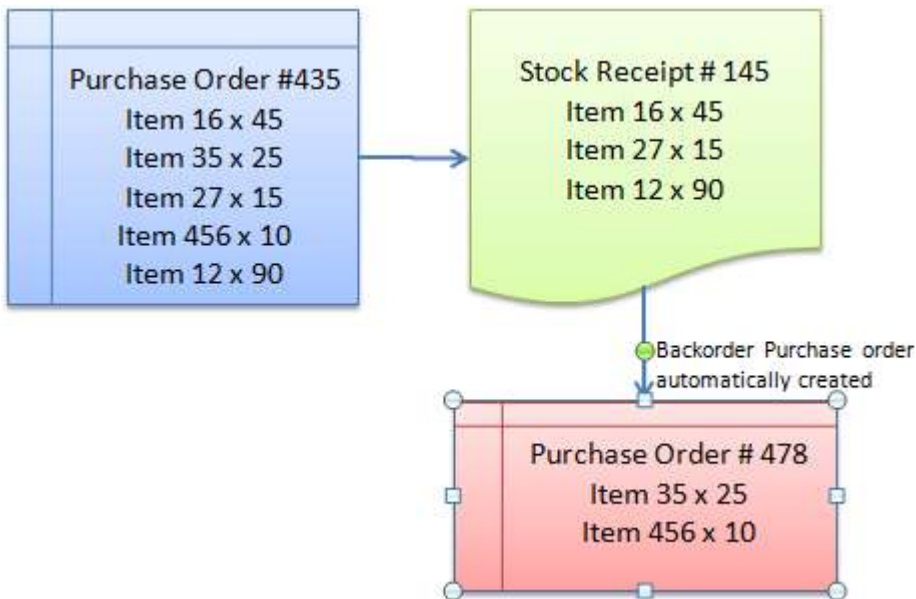 Purchase Order #435
Item 16 x 45
Item 35 x 25
Item 27 x 15
Item 456 x 10
Item 12 x 90
Stock Receipt # 145
Item 16 x 45
Item 27 x 15
Item 12 x 90
Backorder Purchase order
automatically created
Purchase Order # 478
Item 35 x 25
Item 456 x 10